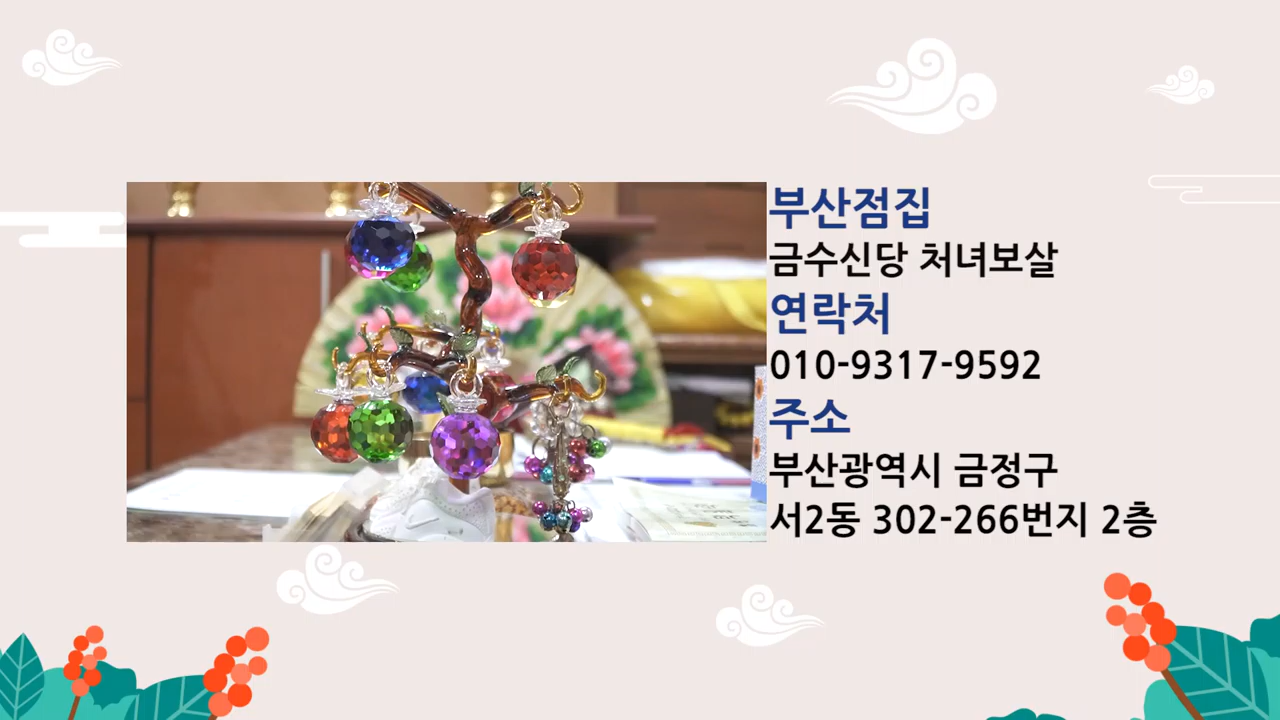 부산점집
금수신당 처녀보살
연락처
010-9317-9592
주소
부산광역시 금정구
서2동 302-266번지 2층